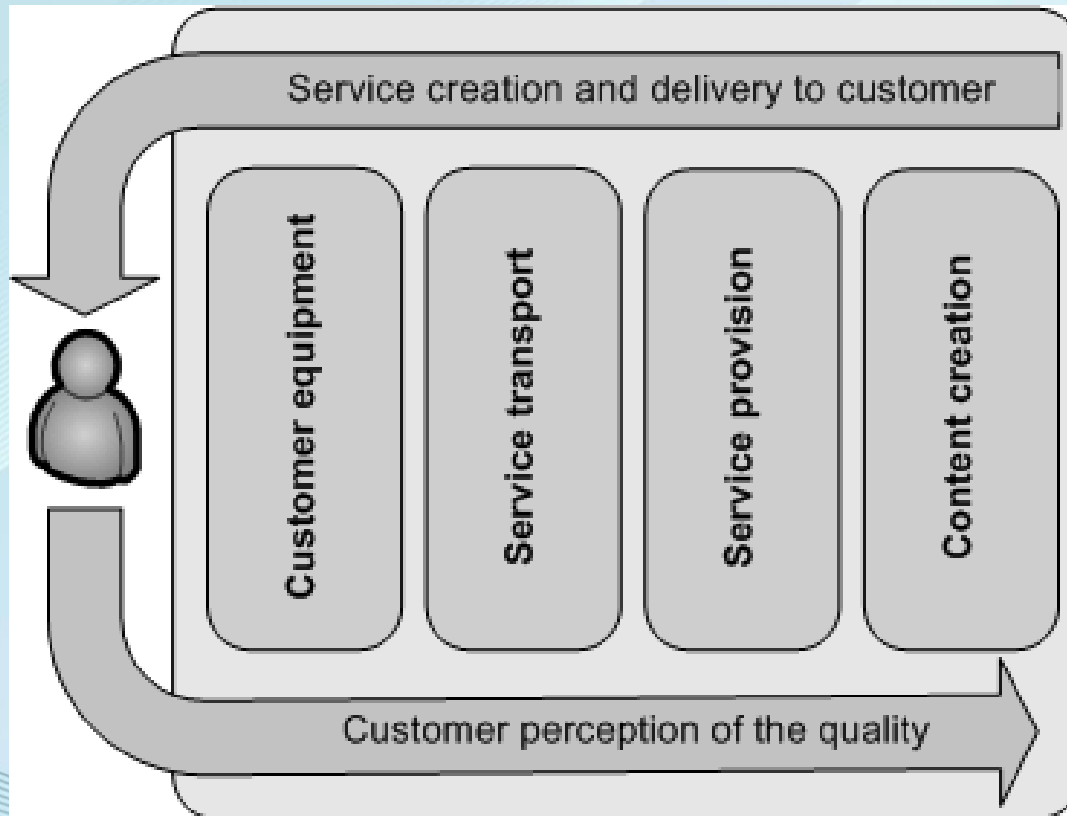 Service creation and delivery to customer
Customer equipment
Service transport
Service provision
Content creation
Customer perception of the quality